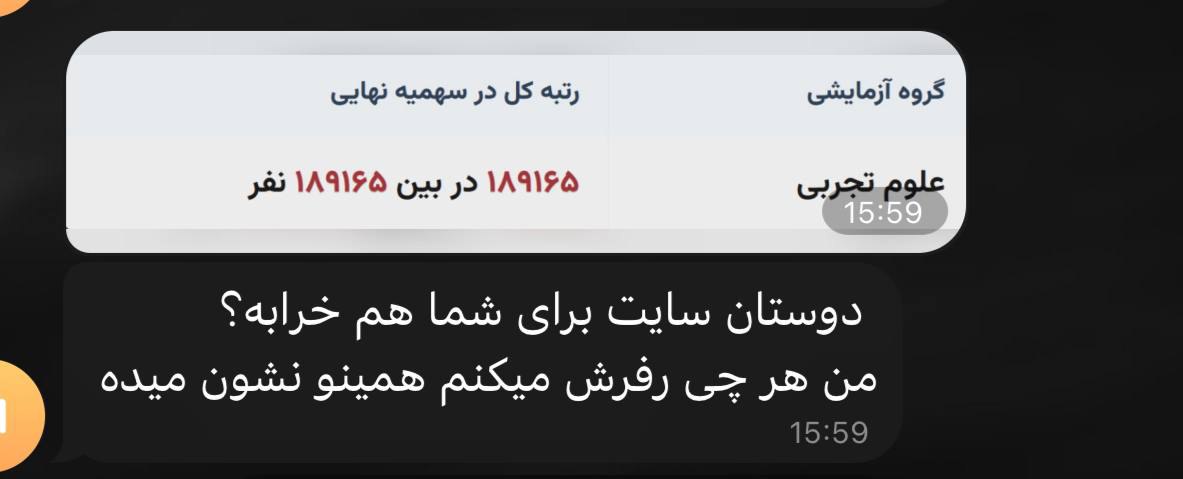 گروه آزمایشی
رتبه کل در سهمیه نهایی
علوم تجربی
۱۸۹۱۶۵ در بین ۱۸۹۱۶۵ نفر
15:59
دوستان سایت برای شما هم خرابه؟
من هر چی رفرش میکنم همینو نشون میده
15:59